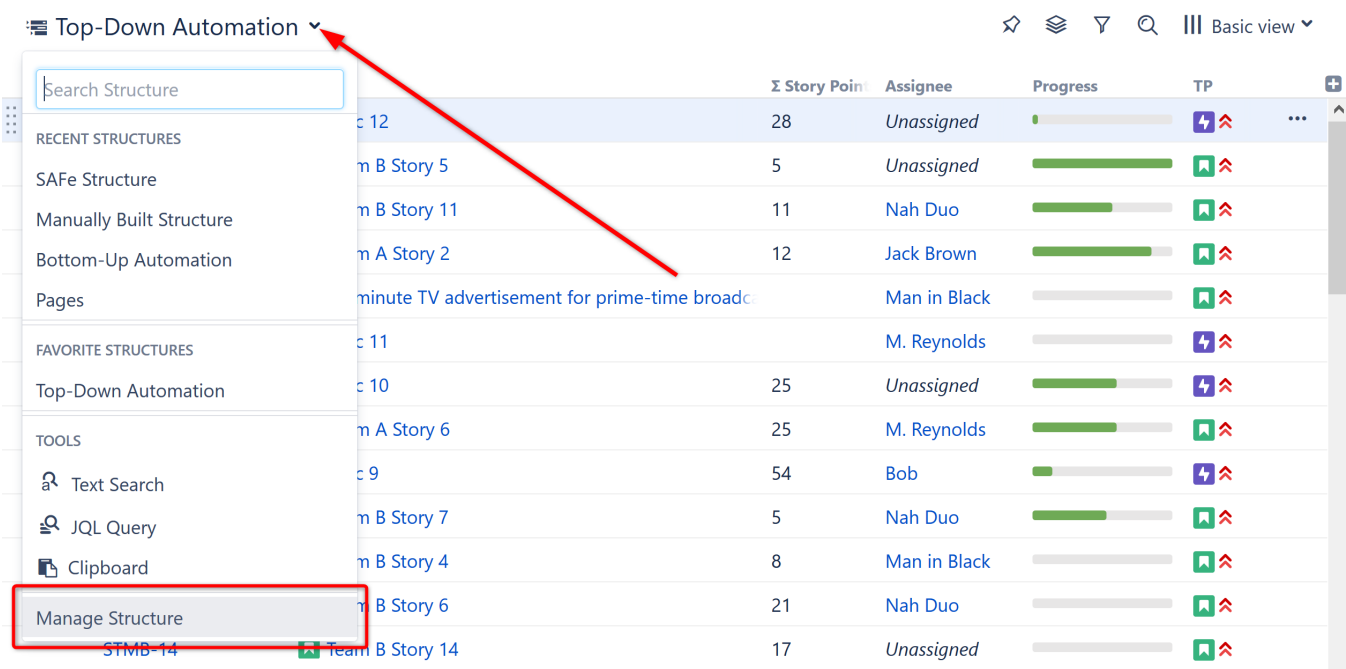 Top-Down Automation
Basic view
Search Structure
Σ Story Poin
Assignee
Progress
TP
RECENT STRUCTURES
SAFe Structure
Manually Built Structure
Bottom-Up Automation
Pages
FAVORITE STRUCTURES
Top-Down Automation
TOOLS
Text Search
JQL Query
Clipboard
Manage Structure
c 12 28 Unassigned
m B Story 5 5 Unassigned
m B Story 11 11 Nah Duo
m A Story 2 12 Jack Brown
minute TV advertisement for prime-time broadc Man in Black
c 11 M. Reynolds
c 10 25 Unassigned
m A Story 6 25 M. Reynolds
c 9 54 Bob
m B Story 7 5 Nah Duo
m B Story 4 8 Man in Black
m B Story 6 21 Nah Duo
STMB-14 Team B Story 14 17 Unassigned